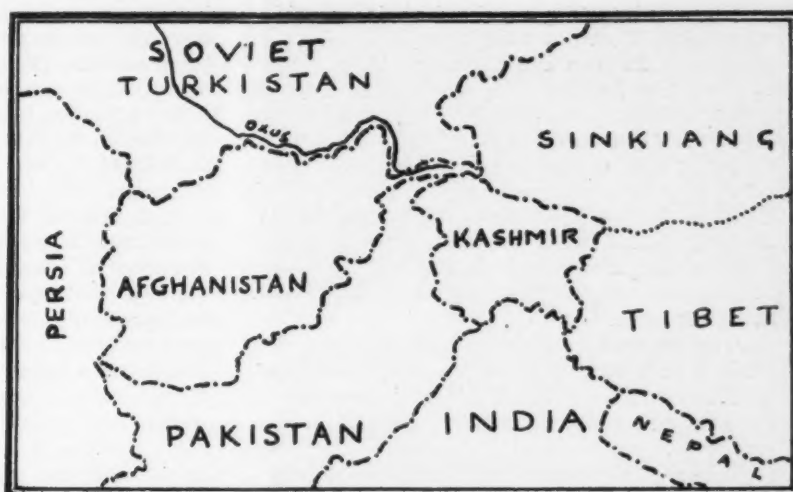 SOVIET
TURKISTAN
OXUS
SINKIANG
KASHMIR
PERSIA
AFGHANISTAN
TIBET
PAKISTAN
INDIA
NEPAL